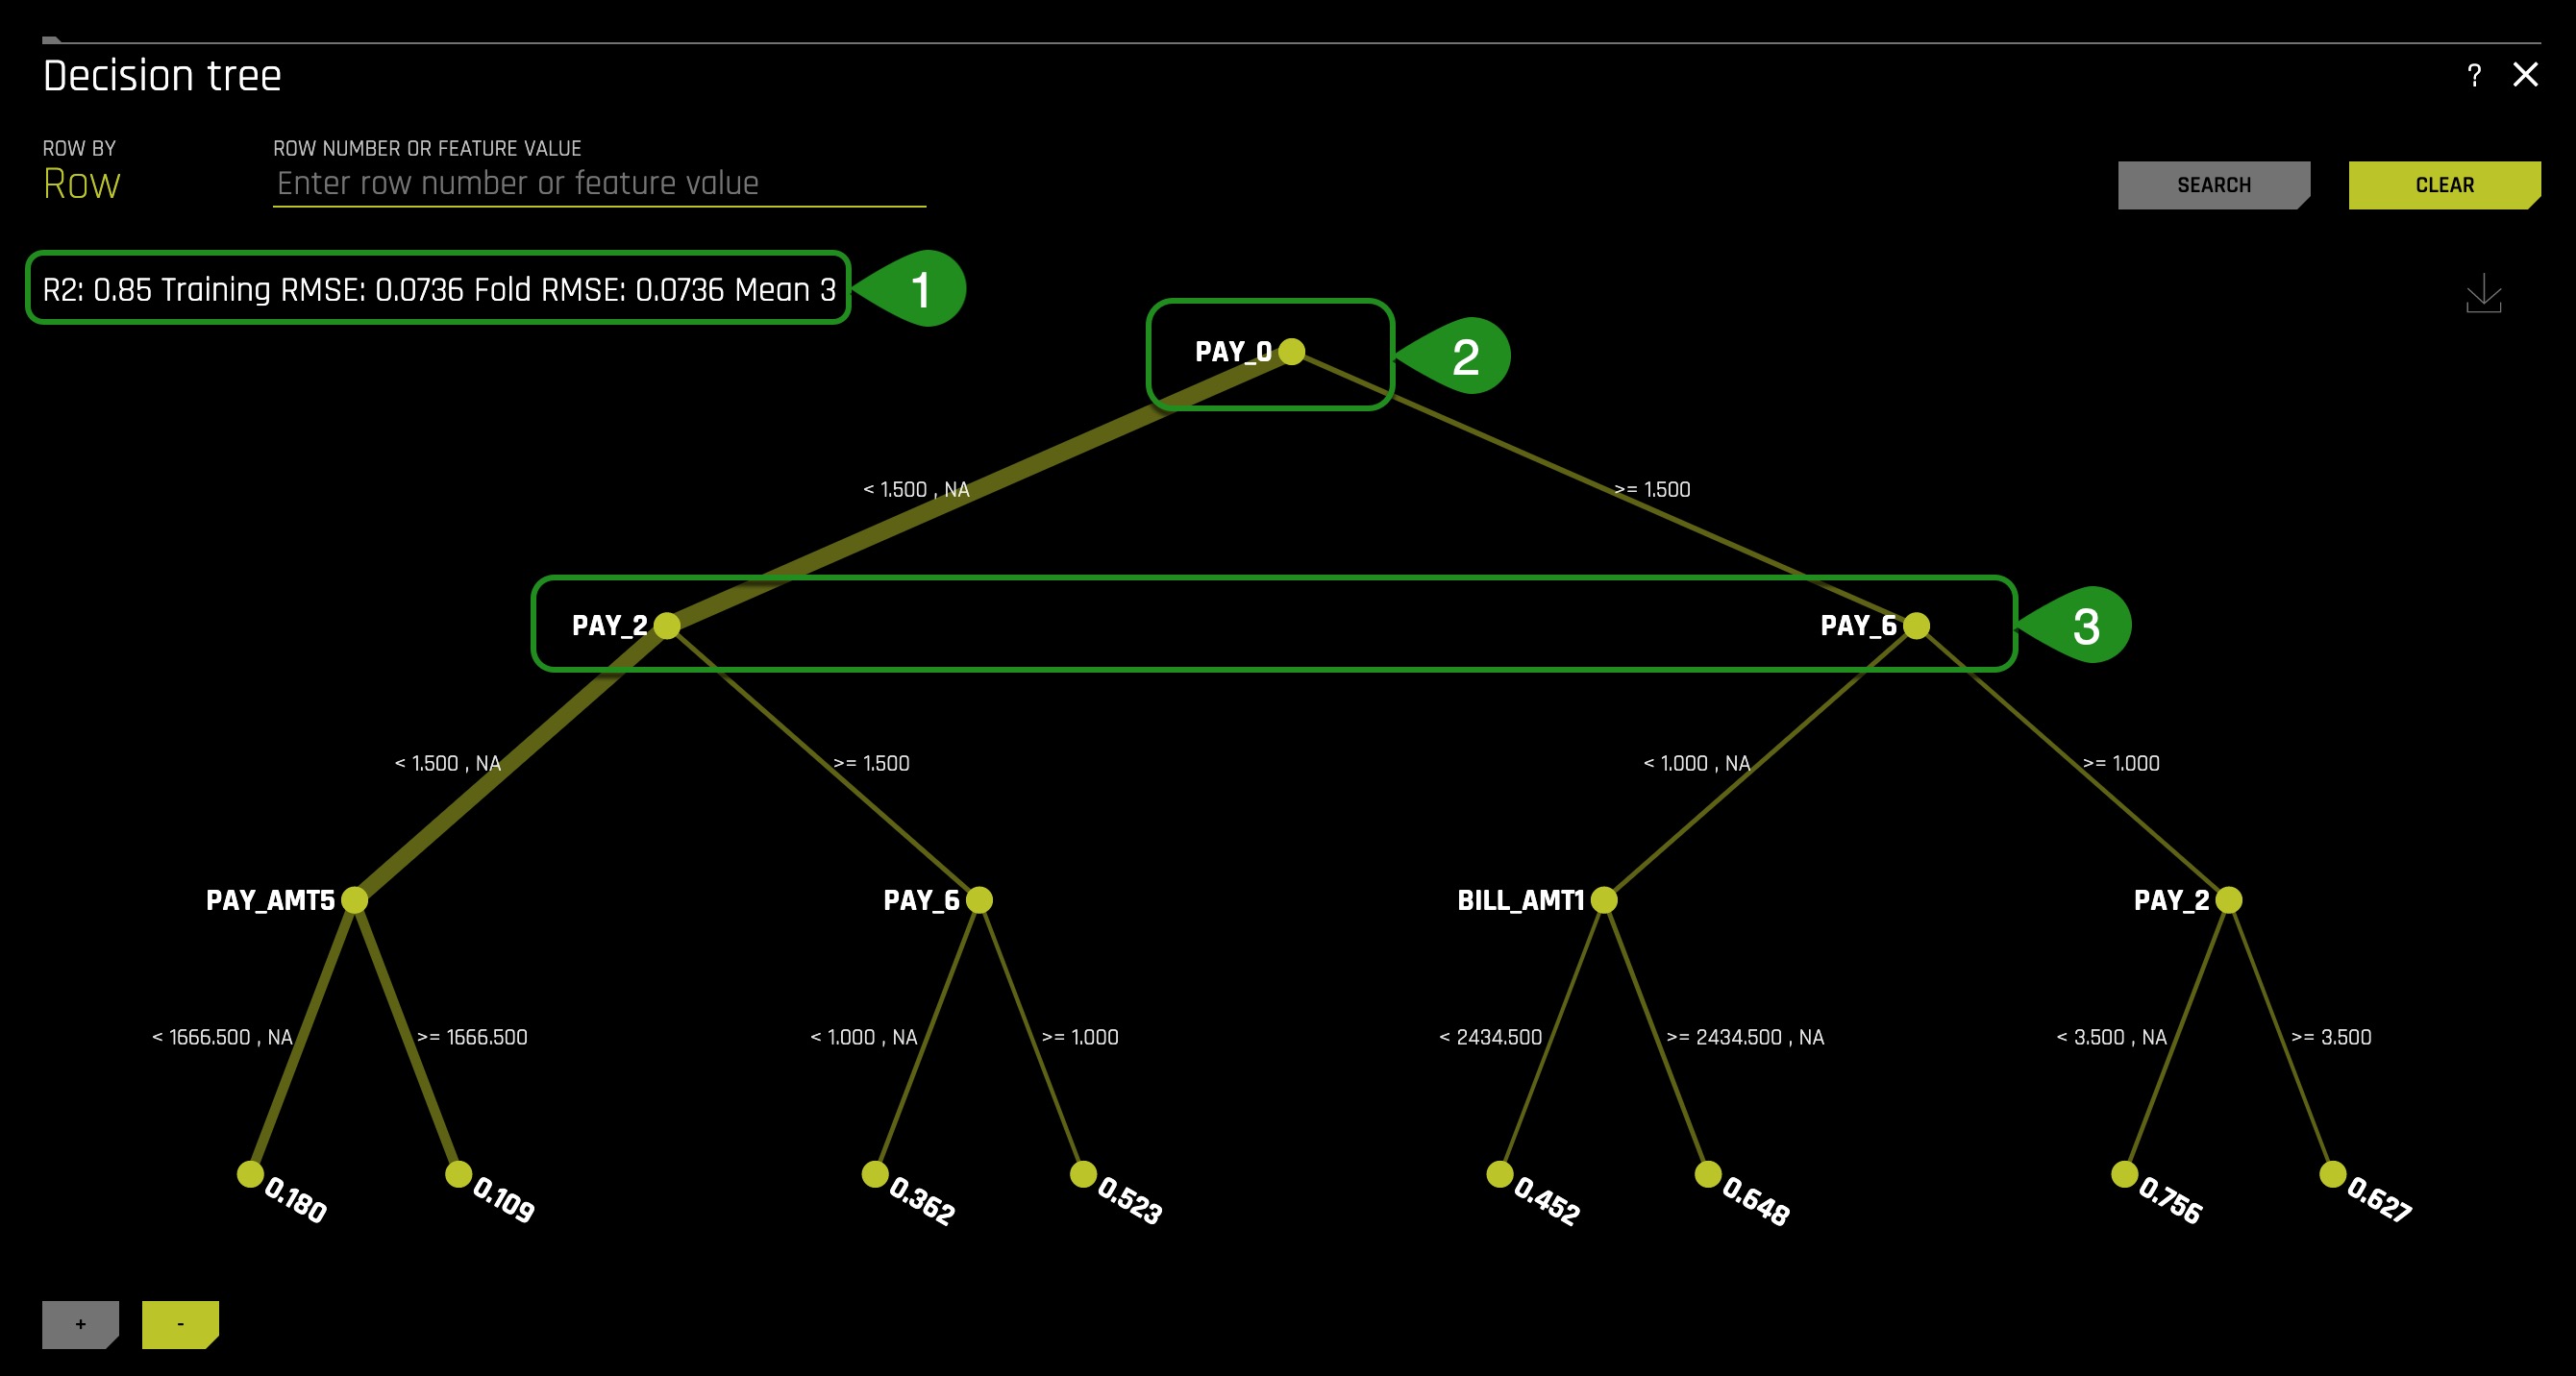 Decision tree
?
ROW BY
ROW NUMBER OR FEATURE VALUE
Row
Enter row number or feature value
SEARCH
CLEAR
R2: 0.85 Training RMSE: 0.0736 Fold RMSE: 0.0736 Mean 3
1
PAY_0
2
< 1.500 , NA
>= 1.500
PAY_2
PAY_6
3
< 1.500 , NA
>= 1.500
< 1.000 , NA
>= 1.000
PAY_AMT5
PAY_6
BILL_AMT1
PAY_2
< 1666.500 , NA
>= 1666.500
< 1.000 , NA
>= 1.000
< 2434.500
>= 2434.500 , NA
< 3.500 , NA
>= 3.500
0.180
0.109
0.362
0.523
0.452
0.648
0.756
0.627
+
-